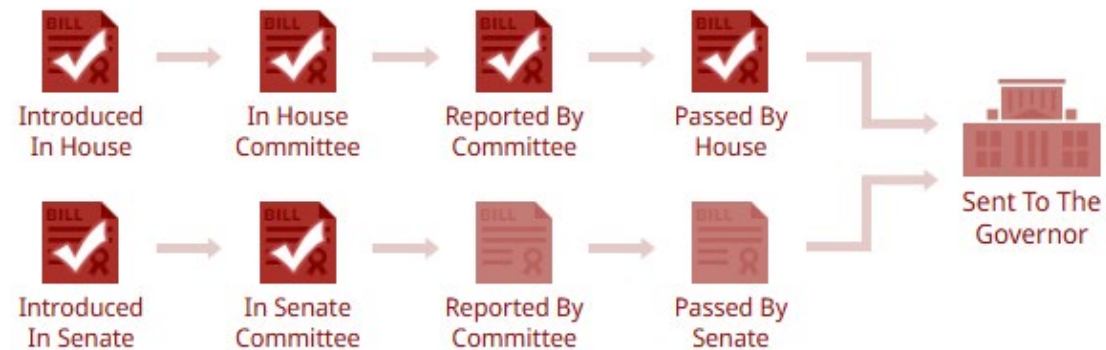 BILL
BILL
BILL
BILL
Introduced
In House
In House
Committee
Reported By
Committee
Passed By
House
Sent To The
Governor
BILL
BILL
BILL
BILL
Introduced
In Senate
In Senate
Committee
Reported By
Committee
Passed By
Senate